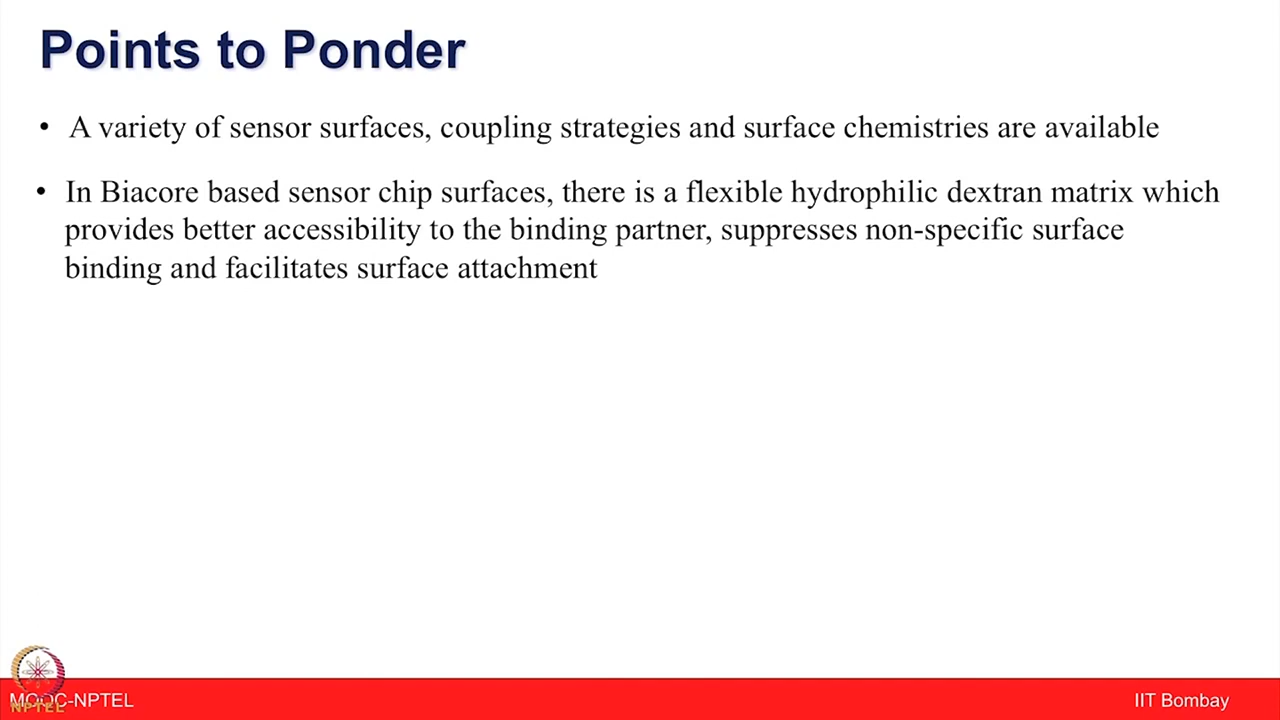 Points to Ponder
• A variety of sensor surfaces, coupling strategies and surface chemistries are available
• In Biacore based sensor chip surfaces, there is a flexible hydrophilic dextran matrix which
provides better accessibility to the binding partner, suppresses non-specific surface
binding and facilitates surface attachment
MOOC-NPTEL
NPTEL
IIT Bombay